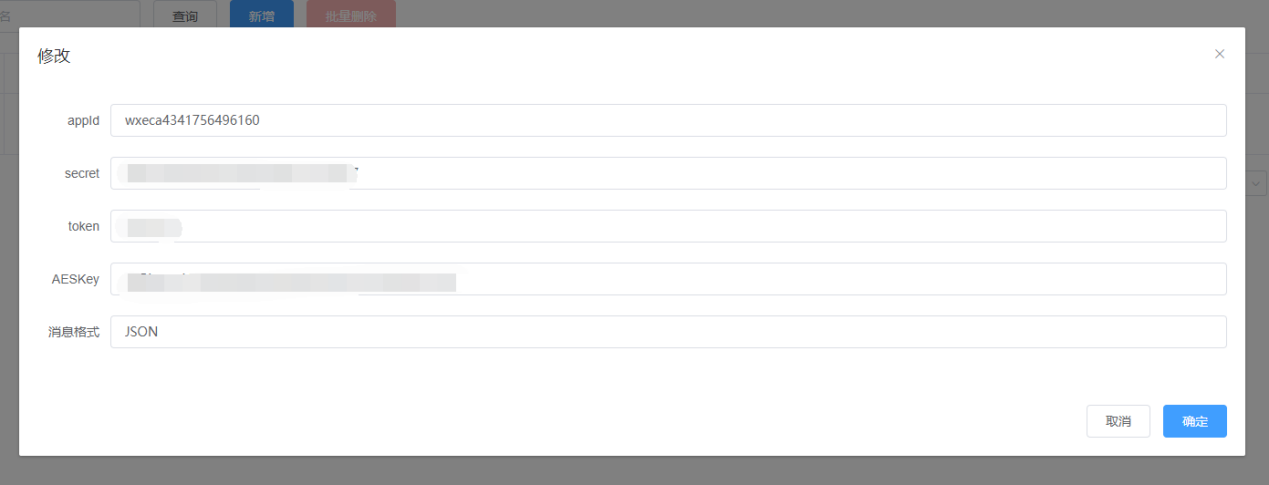 名 查询 新增 批量删除
修改
appId wxeca4341756496160
secret
token
AESKey
消息格式 JSON
取消 确定